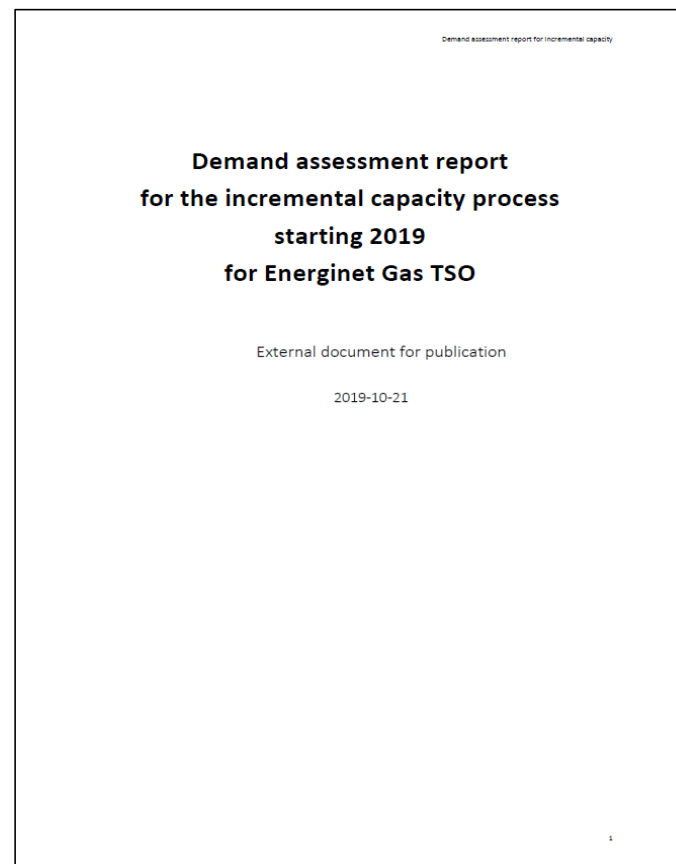 Demand assessment report for incremental capacity
Demand assessment report
for the incremental capacity process
starting 2019
for Energinet Gas TSO
External document for publication
2019-10-21
1